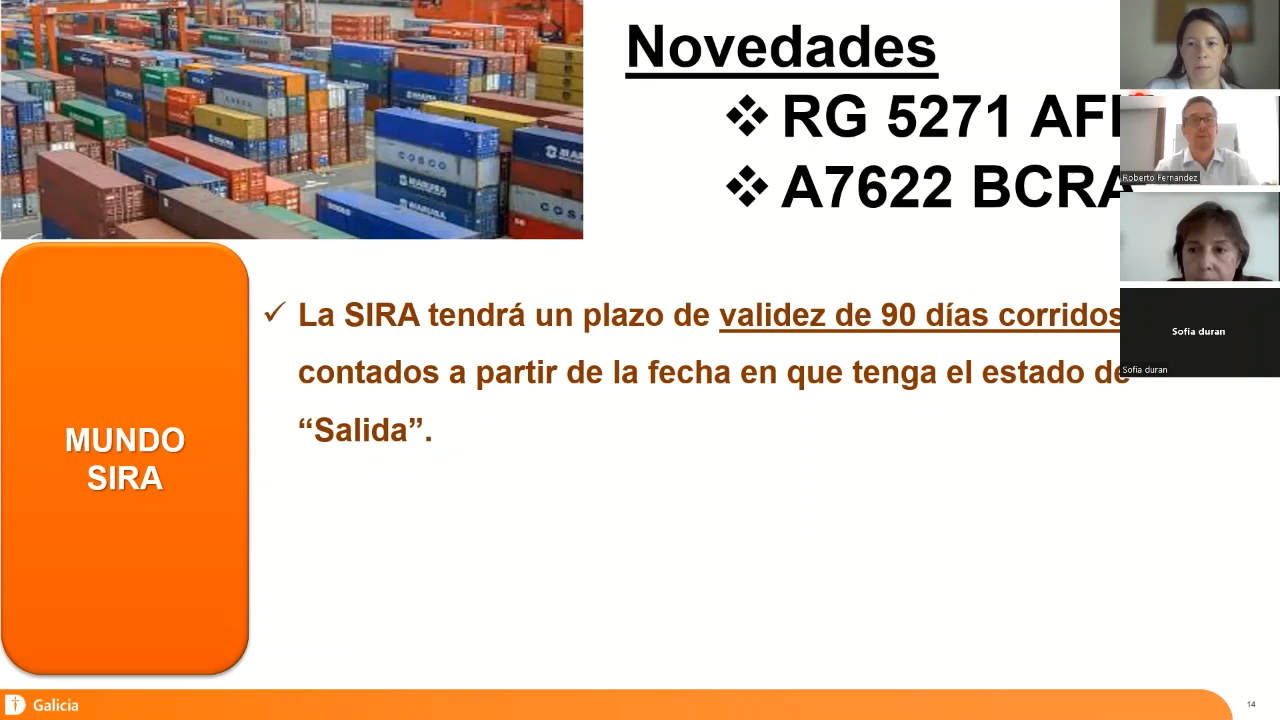 Novedades
❖ RG 5271 AFI
❖ A7622 BCRA
Roberto Fernandez
Sofia duran
Sofia duran
✓ La SIRA tendrá un plazo de validez de 90 días corridos
contados a partir de la fecha en que tenga el estado de
“Salida”.
MUNDO
SIRA
COSCO
COSCO
Galicia
14